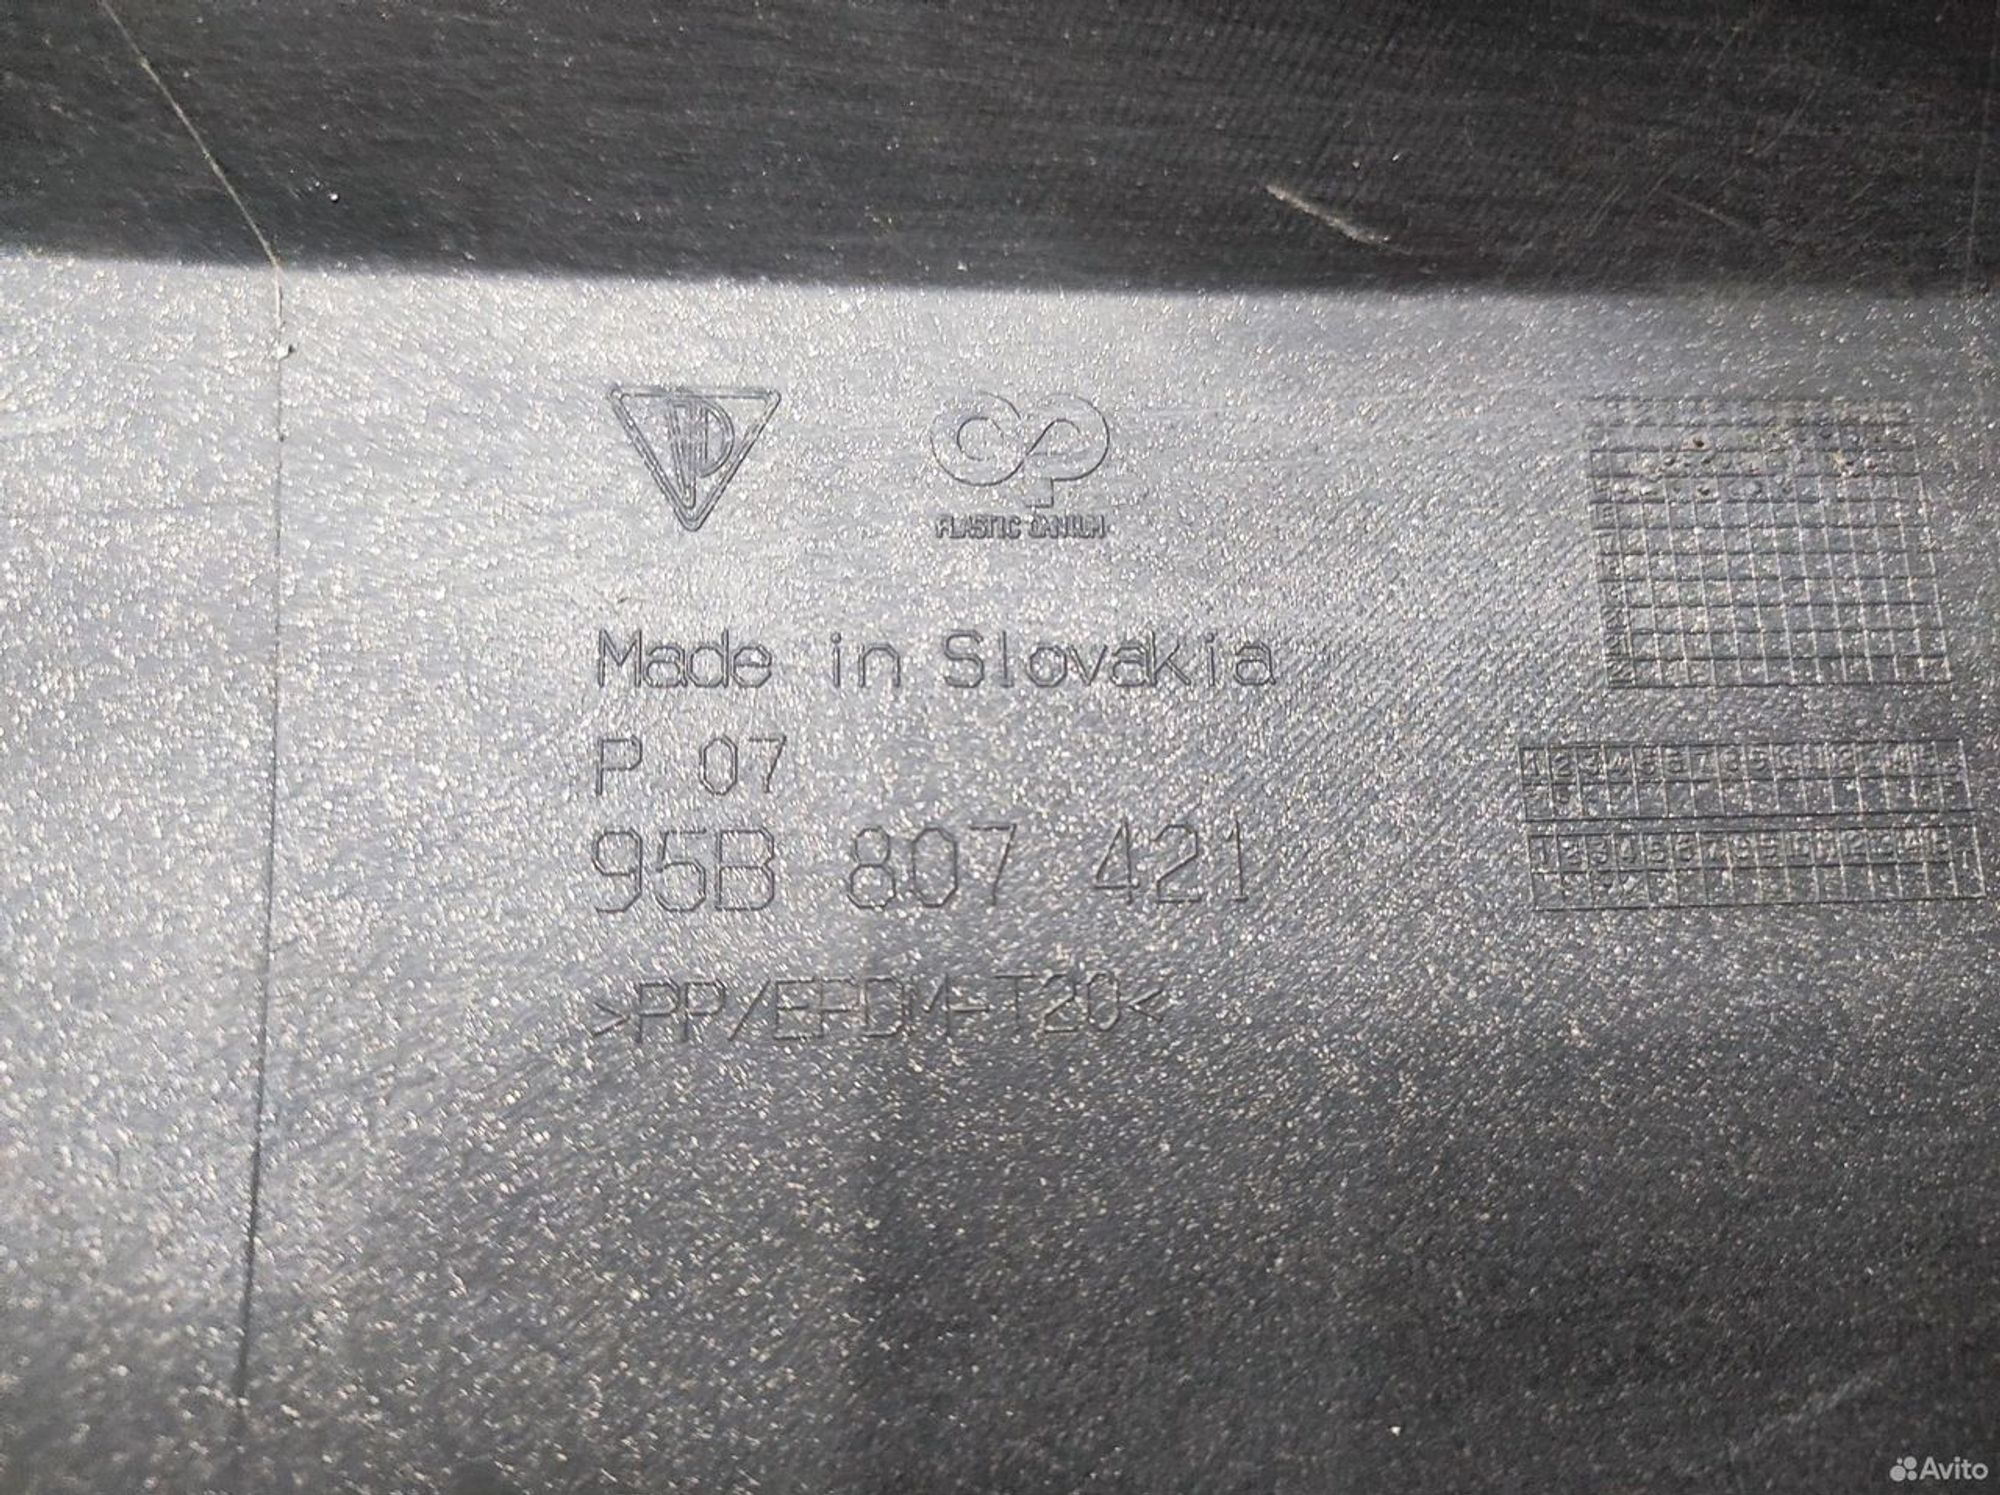 PLASTIC OMNIUM
Made in Slovakia
P 07
95B 807 421
>PP/EPDM-T20<
Avito